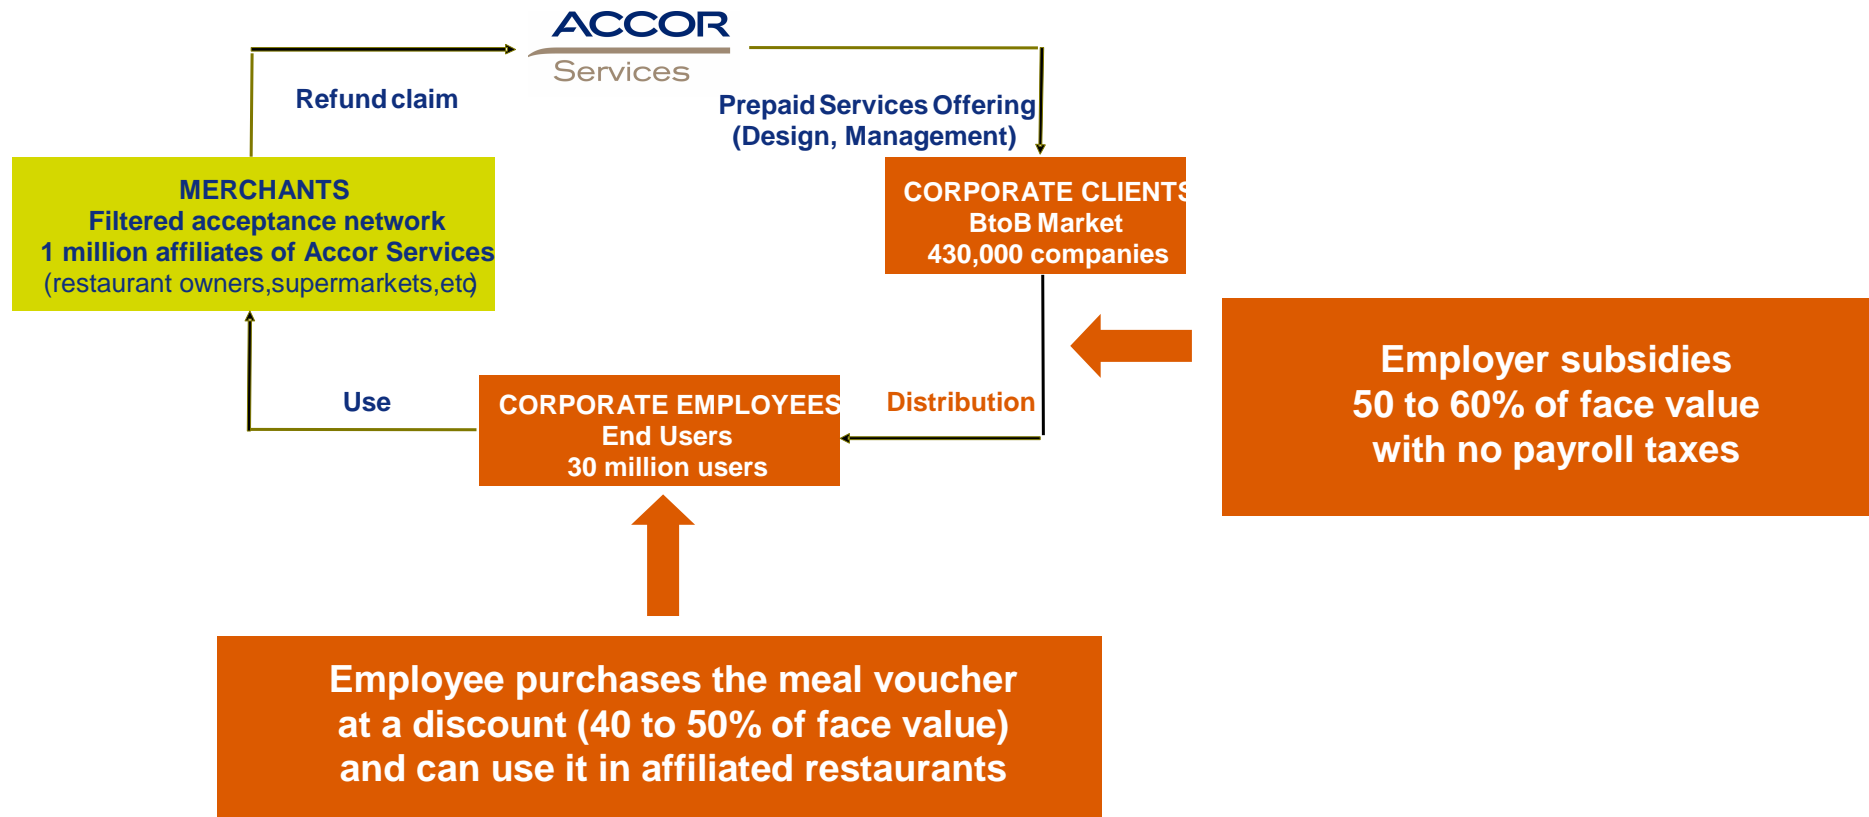 ACCOR
Services
Refund claim
Prepaid Services Offering
(Design, Management)
MERCHANTS
Filtered acceptance network
1 million affiliates of Accor Services
(restaurant owners,supermarkets,etc)
CORPORATE CLIENTS
BtoB Market
430,000 companies
Employer subsidies
50 to 60% of face value
with no payroll taxes
Use
CORPORATE EMPLOYEES
End Users
30 million users
Distribution
Employee purchases the meal voucher
at a discount (40 to 50% of face value)
and can use it in affiliated restaurants